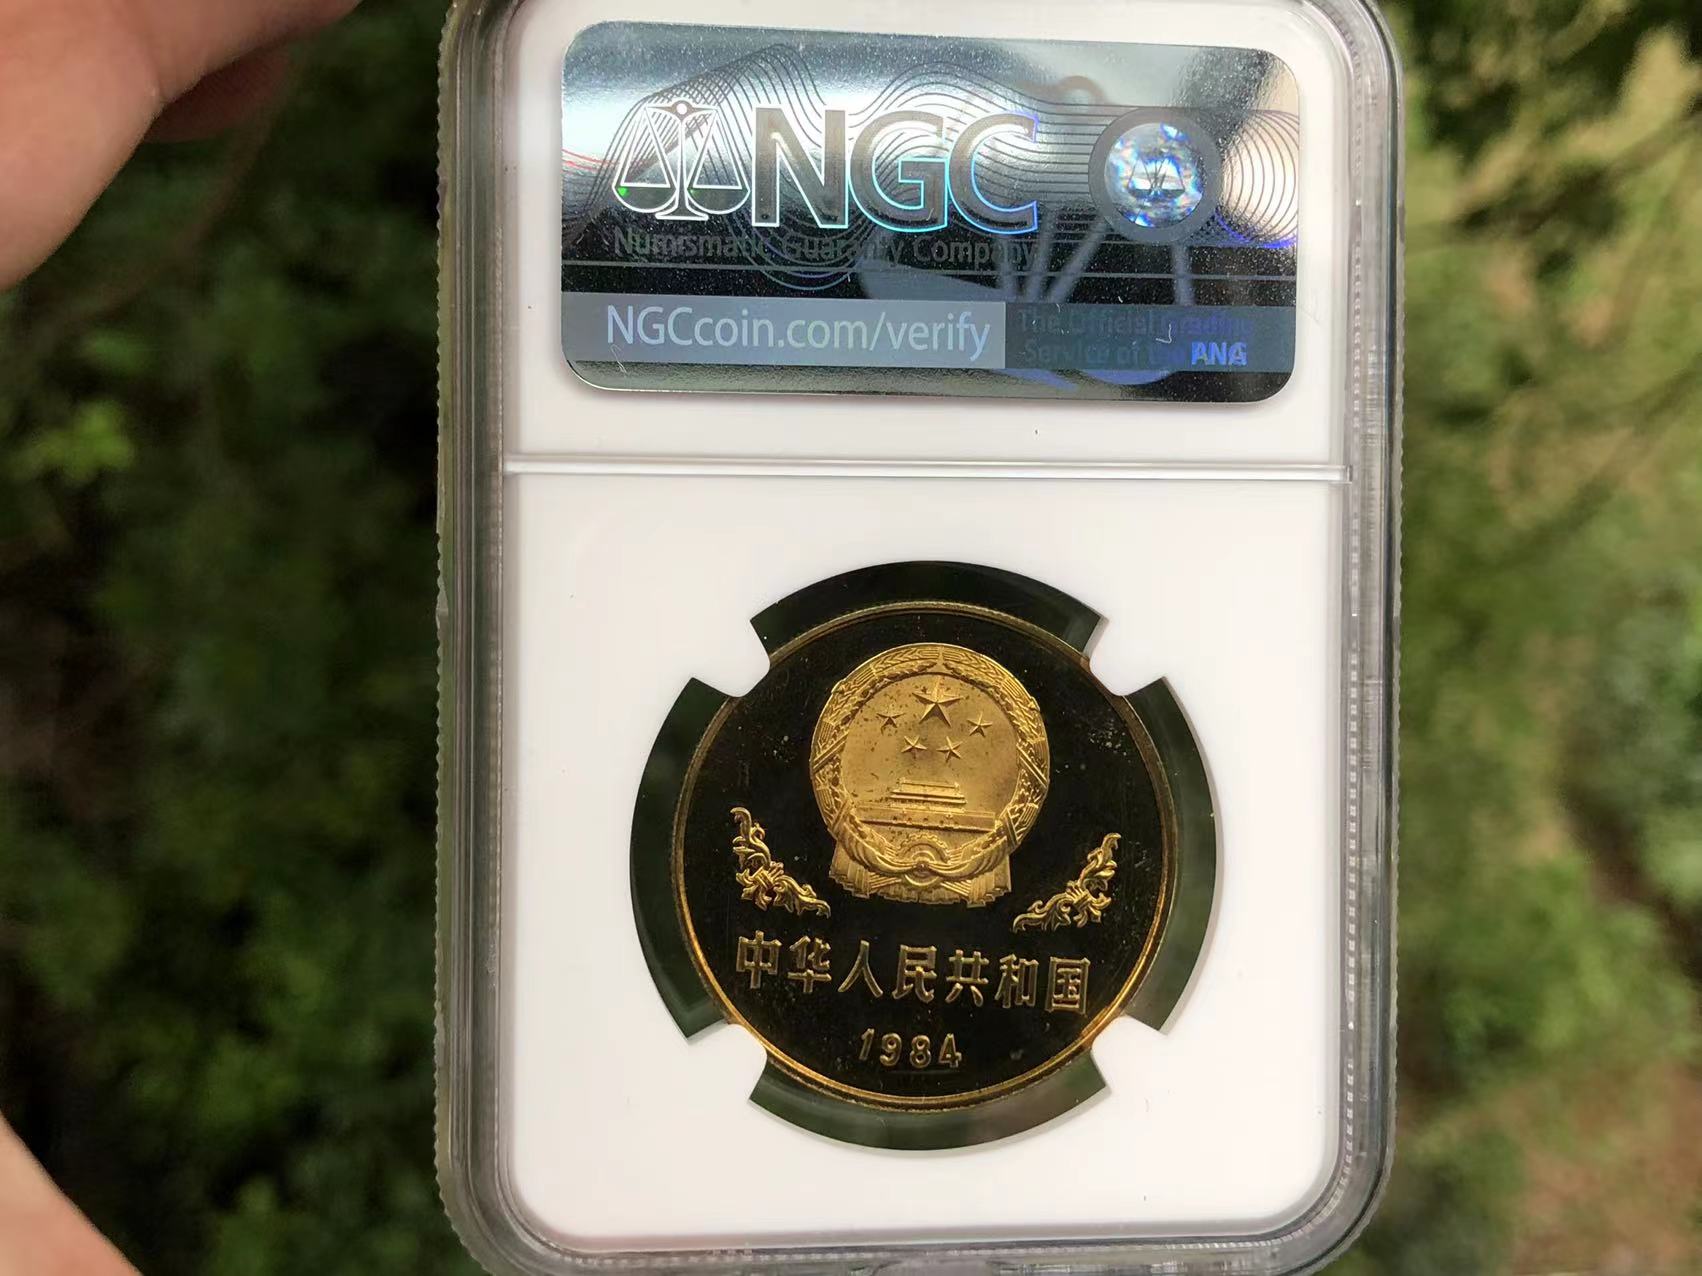 NGC
Numismatic Guaranty Company
NGCcoin.com/verify
The Official Grading
Service of the ANA
中华人民共和国
1984